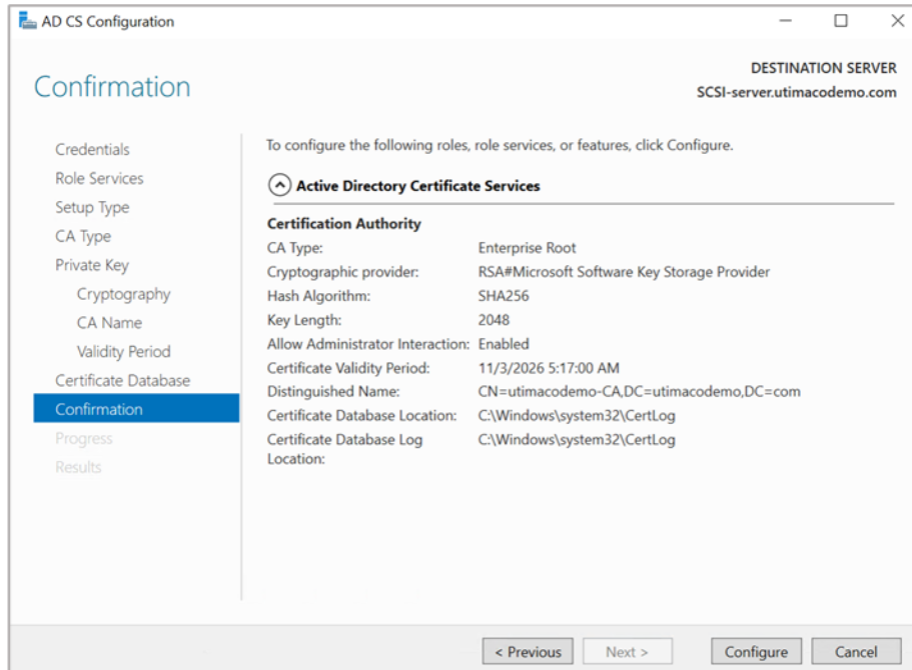 AD CS Configuration
DESTINATION SERVER
SCSI-server.utimacodemo.com
Confirmation
Credentials
Role Services
Setup Type
CA Type
Private Key
Cryptography
CA Name
Validity Period
Certificate Database
Confirmation
Progress
Results
To configure the following roles, role services, or features, click Configure.
Active Directory Certificate Services
Certification Authority
CA Type: Enterprise Root
Cryptographic provider: RSA#Microsoft Software Key Storage Provider
Hash Algorithm: SHA256
Key Length: 2048
Allow Administrator Interaction: Enabled
Certificate Validity Period: 11/3/2026 5:17:00 AM
Distinguished Name: CN=utimacodemo-CA,DC=utimacodemo,DC=com
Certificate Database Location: C:\Windows\system32\CertLog
Certificate Database Log C:\Windows\system32\CertLog
Location:
< Previous Next > Configure Cancel